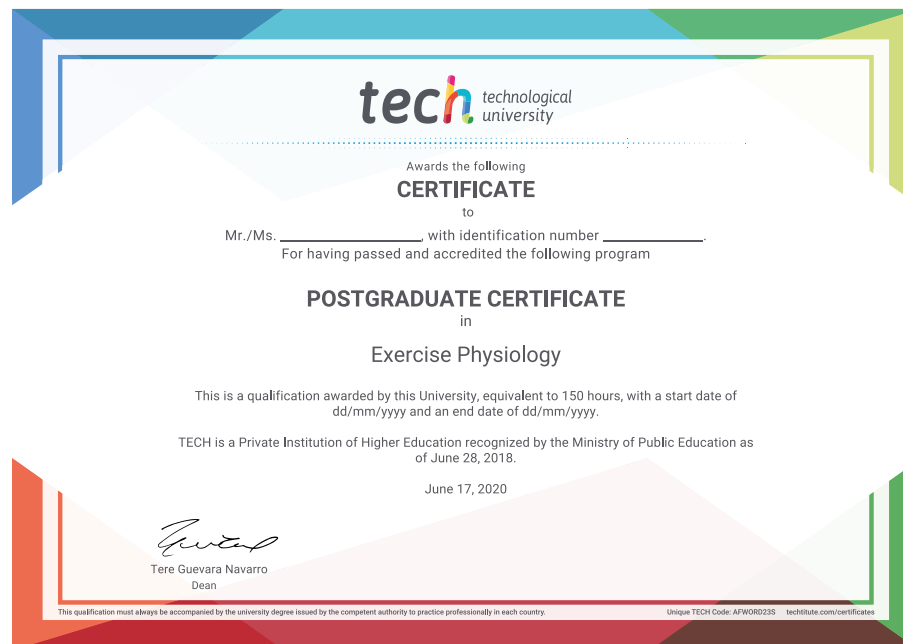 tech technological
university
Awards the following
CERTIFICATE
to
Mr./Ms. ____________________, with identification number ______________.
For having passed and accredited the following program
POSTGRADUATE CERTIFICATE
in
Exercise Physiology
This is a qualification awarded by this University, equivalent to 150 hours, with a start date of
dd/mm/yyyy and an end date of dd/mm/yyyy.
TECH is a Private Institution of Higher Education recognized by the Ministry of Public Education as
of June 28, 2018.
June 17, 2020
Tere Guevara Navarro
Dean
This qualification must always be accompanied by the university degree issued by the competent authority to practice professionally in each country. Unique TECH Code: AFWORD23S techtitute.com/certificates